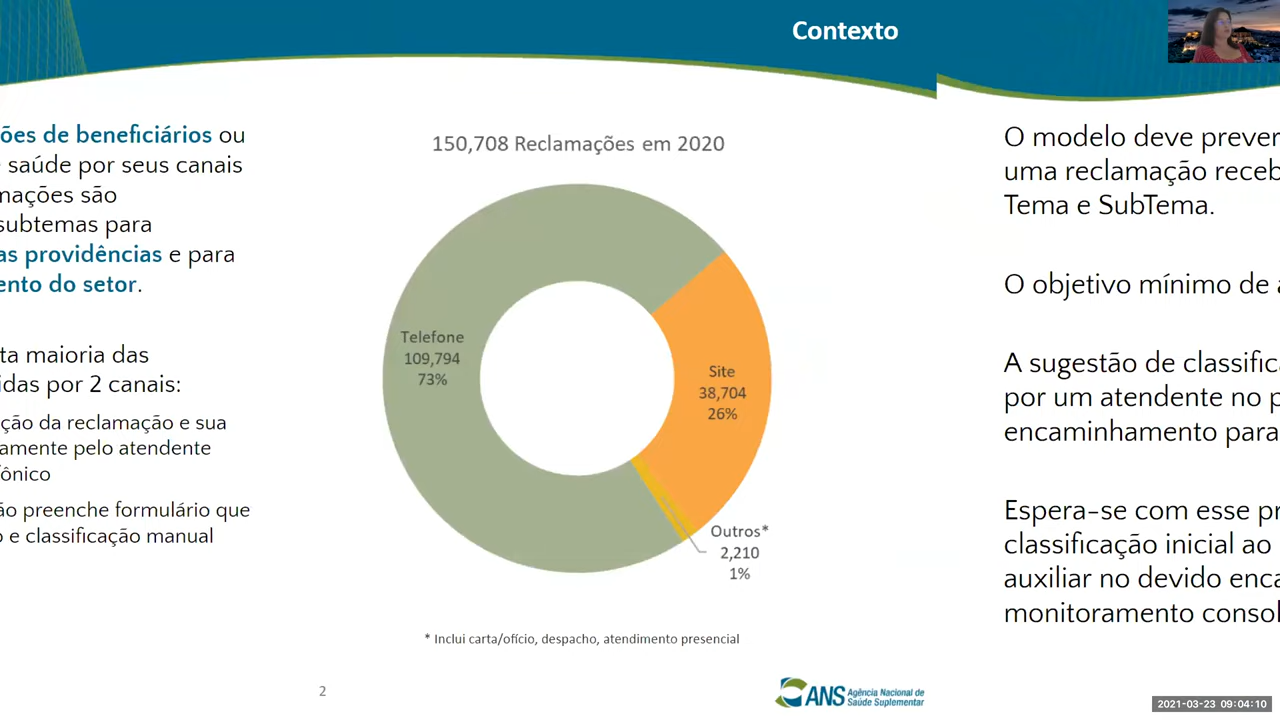 Contexto
ões de beneficiários ou
saúde por seus canais
mações são
subtemas para
as providências e para
ento do setor.
ta maioria das
idas por 2 canais:
ção da reclamação e sua
amente pelo atendente
ônico
ão preenche formulário que
o e classificação manual
150,708 Reclamações em 2020
Telefone
109,794
73%
Site
38,704
26%
Outros*
2,210
1%
* Inclui carta/ofício, despacho, atendimento presencial
2
ANS Agência Nacional de
Saúde Suplementar
O modelo deve prever
uma reclamação receb
Tema e SubTema.
O objetivo mínimo de a
A sugestão de classifica
por um atendente no p
encaminhamento para
Espera-se com esse pr
classificação inicial ao
auxiliar no devido enca
monitoramento consol
2021-03-23 09:04:10